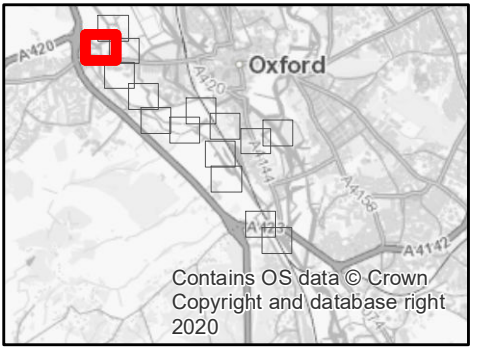 A420
Oxford
A420
A4144
A4158
A423
A4142
Contains OS data © Crown
Copyright and database right
2020